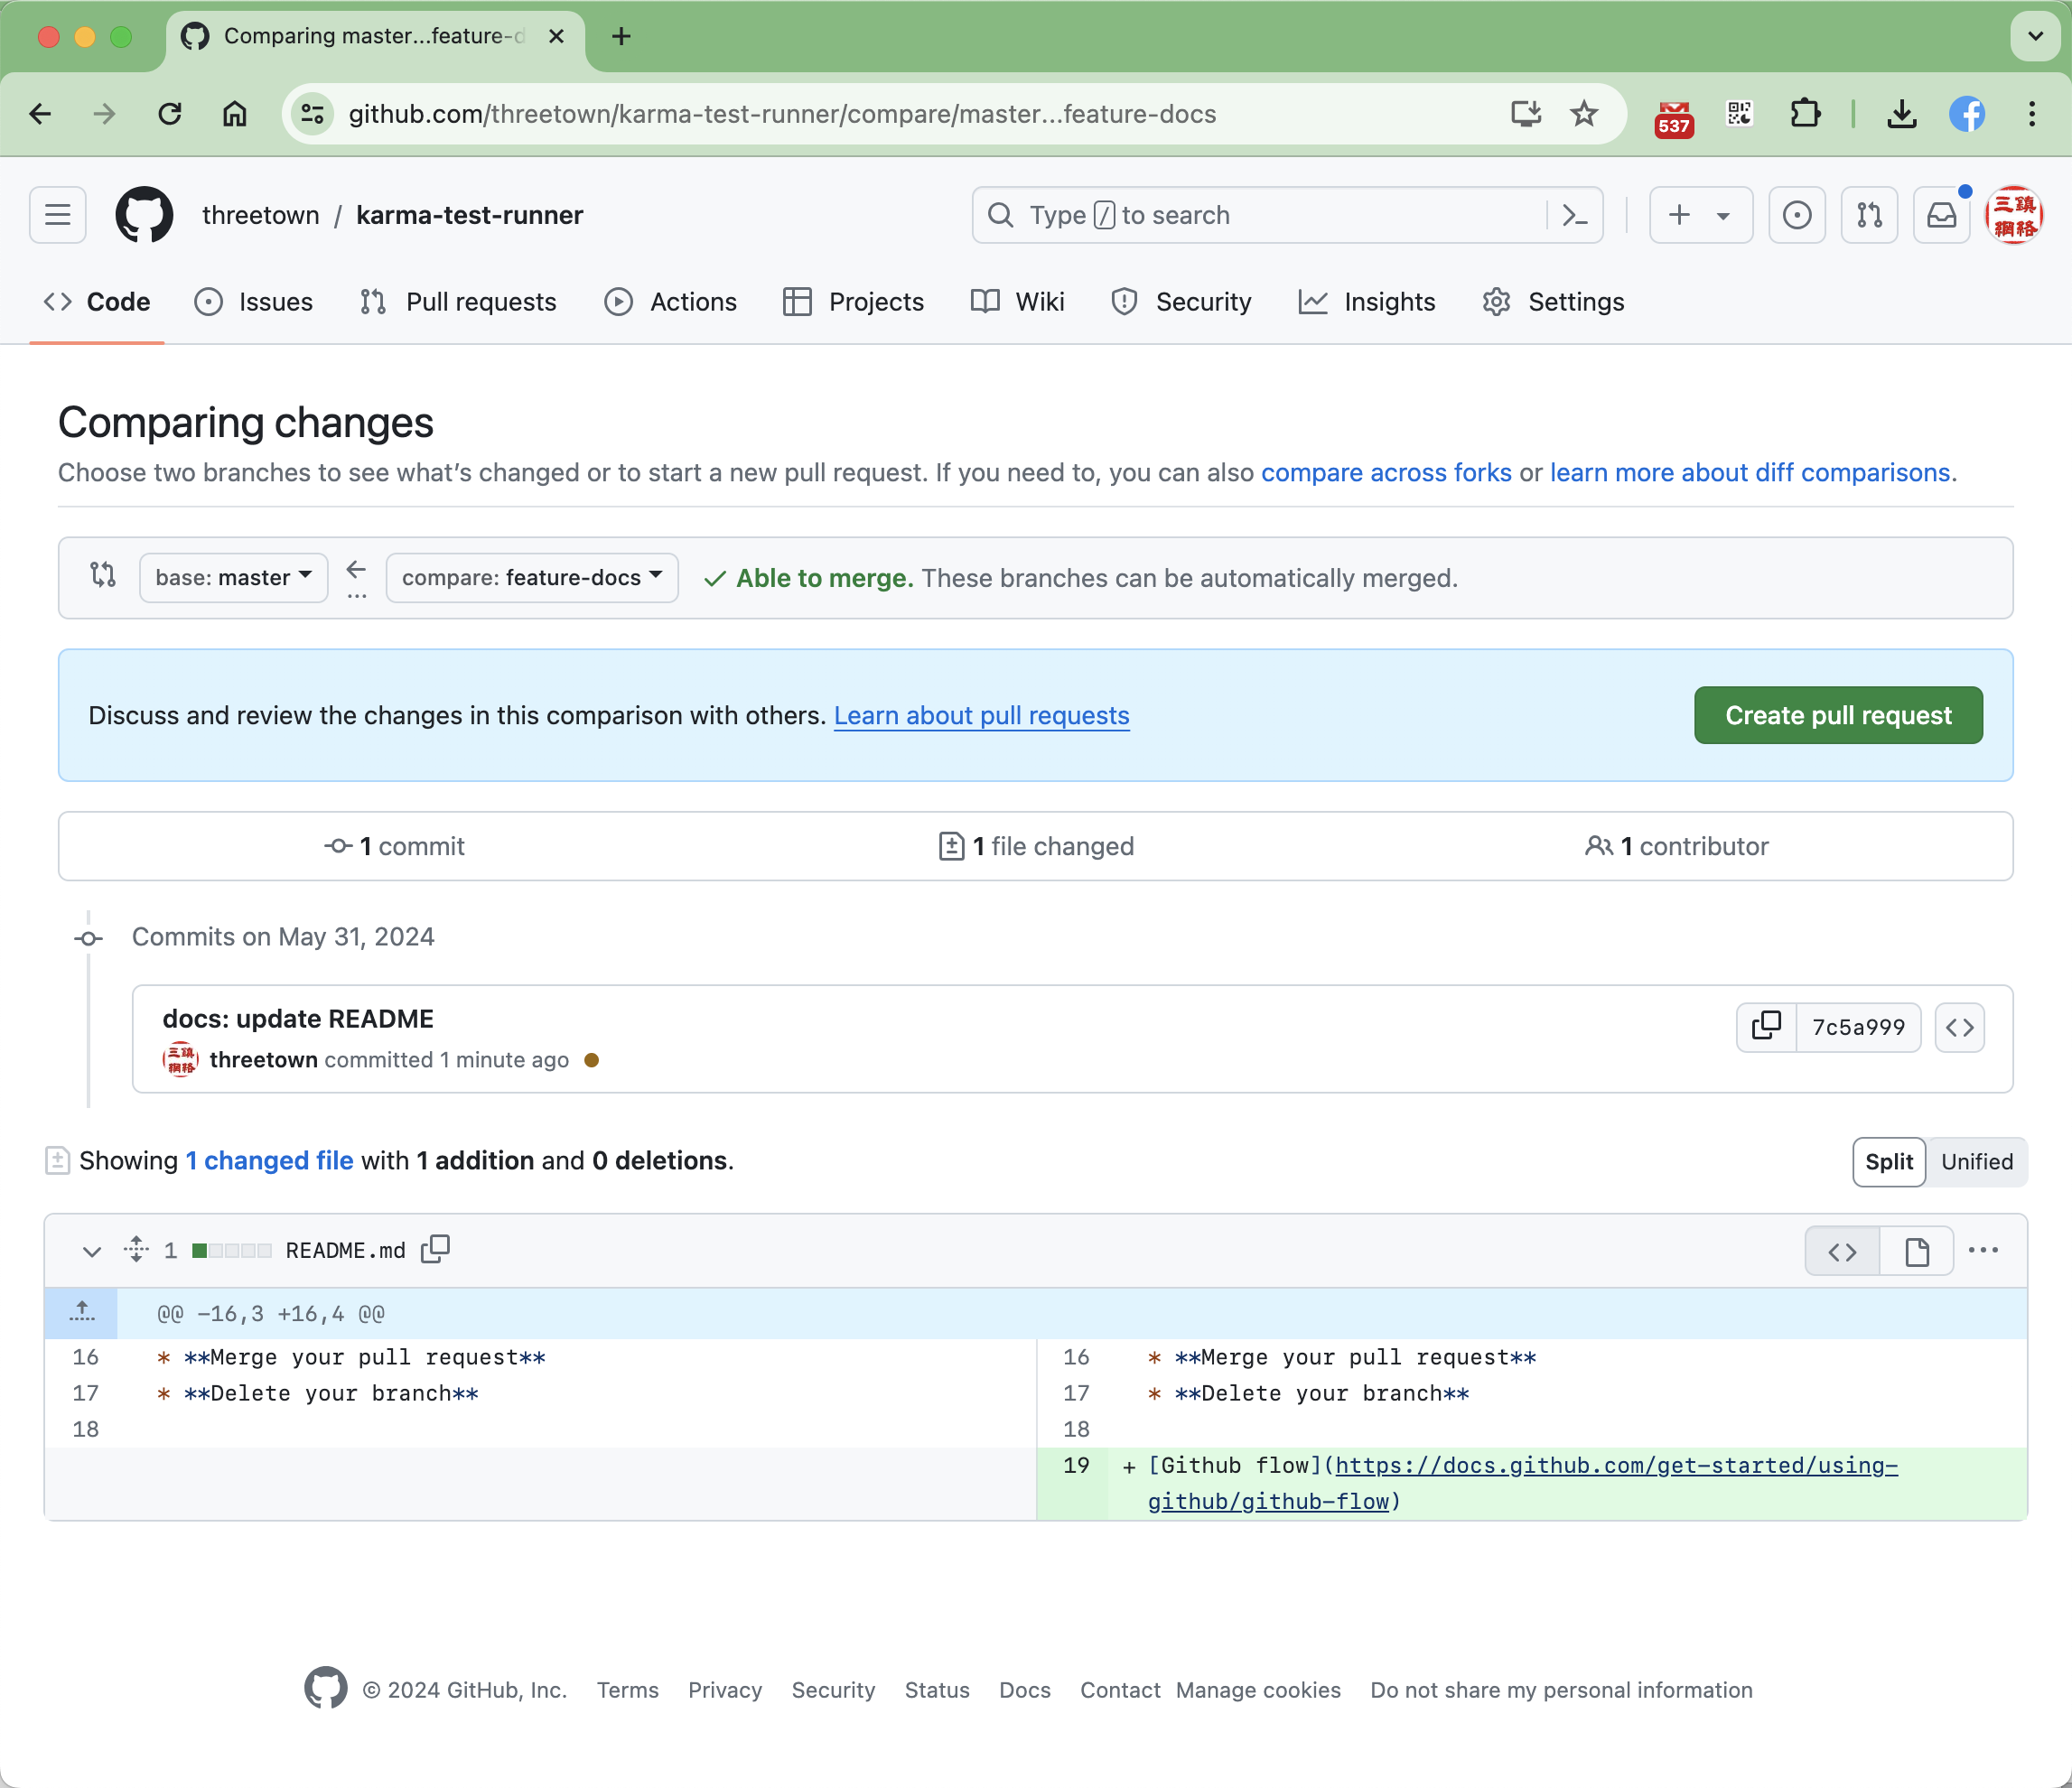 Comparing master...feature-d
github.com/threetown/karma-test-runner/compare/master...feature-docs
537
threetown / karma-test-runner
Type / to search
三鎮
網絡
Code Issues Pull requests Actions Projects Wiki Security Insights Settings
Comparing changes
Choose two branches to see what’s changed or to start a new pull request. If you need to, you can also compare across forks or learn more about diff comparisons.
base: master ... compare: feature-docs Able to merge. These branches can be automatically merged.
Discuss and review the changes in this comparison with others. Learn about pull requests Create pull request
1 commit 1 file changed 1 contributor
Commits on May 31, 2024
docs: update README
7c5a999
三鎮
網絡
threetown committed 1 minute ago
Showing 1 changed file with 1 addition and 0 deletions. Split Unified
1 README.md
@@ -16,3 +16,4 @@
16 * **Merge your pull request** 16 * **Merge your pull request**
17 * **Delete your branch** 17 * **Delete your branch**
18 18
19 + [Github flow](https://docs.github.com/get-started/using-
github/github-flow)
© 2024 GitHub, Inc. Terms Privacy Security Status Docs Contact Manage cookies Do not share my personal information